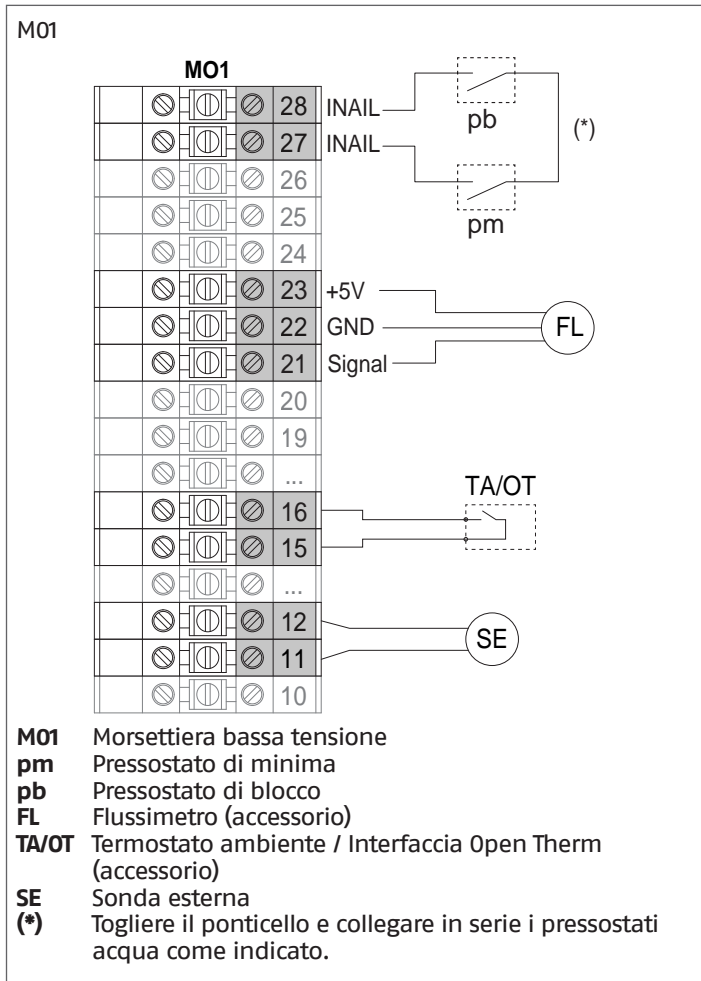 M01
MO1
28 INAIL
pb
(*)
27 INAIL
26
25
pm
24
23 +5V
22 GND
FL
21 Signal
20
19
...
TA/OT
16
15
...
12
SE
11
10
M01 Morsettiera bassa tensione
pm Pressostato di minima
pb Pressostato di blocco
FL Flussimetro (accessorio)
TA/OT Termostato ambiente / Interfaccia Open Therm
(accessorio)
SE Sonda esterna
(*) Togliere il ponticello e collegare in serie i pressostati
acqua come indicato.